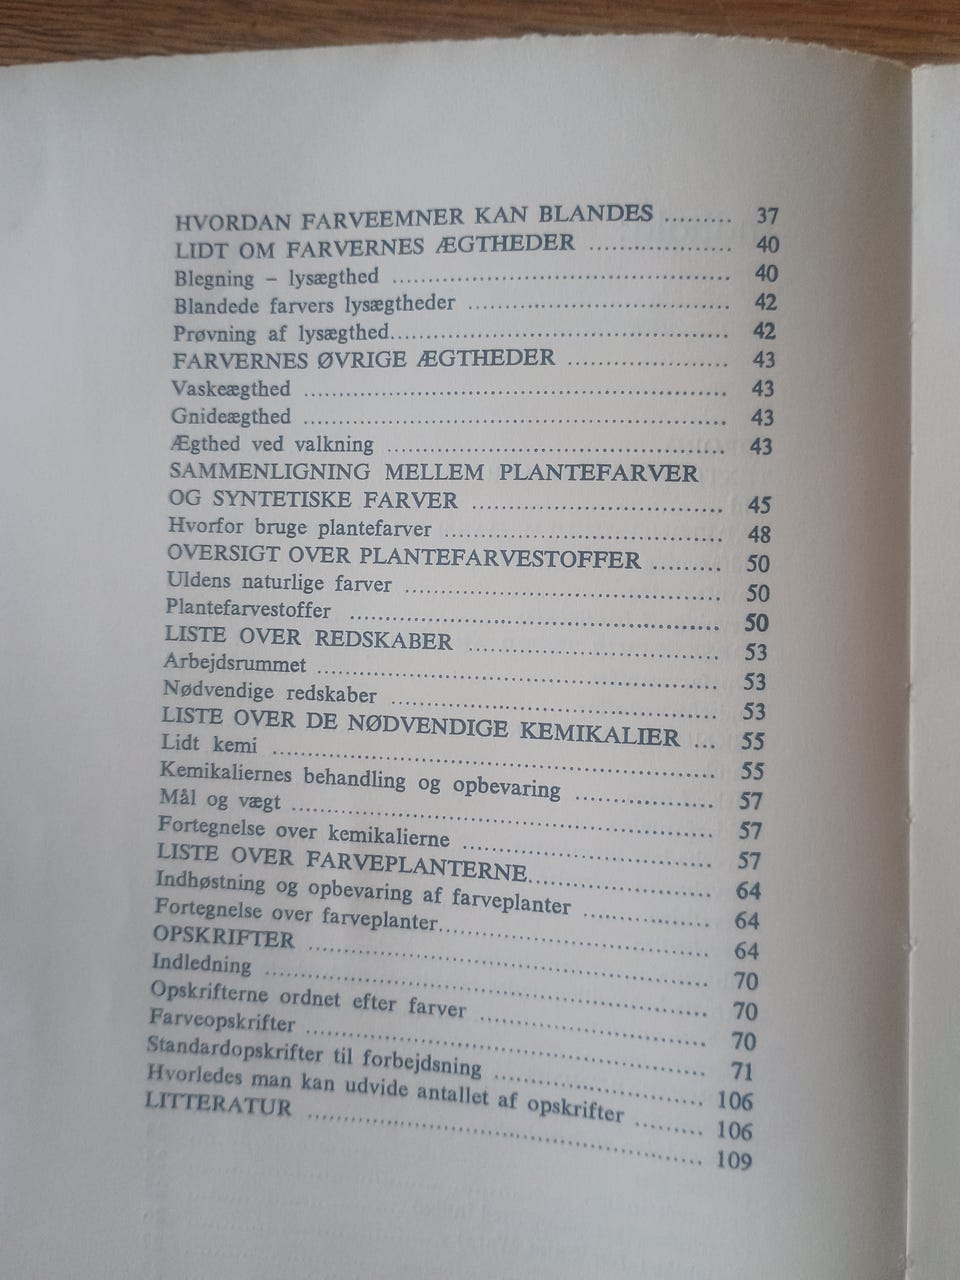 HVORDAN FARVEEMNER KAN BLANDES ......... 37
LIDT OM FARVERNES ÆGTHEDER ................... 40
Blegning – lysægthed ............................................. 40
Blandede farvers lysægtheder ................................... 42
Prøvning af lysægthed............................................. 42
FARVERNES ØVRIGE ÆGTHEDER ..................... 43
Vaskeægthed ......................................................... 43
Gnideægthed ......................................................... 43
Ægthed ved valkning ............................................. 43
SAMMENLIGNING MELLEM PLANTEFARVER
OG SYNTETISKE FARVER ................................. 45
Hvorfor bruge plantefarver ..................................... 48
OVERSIGT OVER PLANTEFARVESTOFFER ......... 50
Uldens naturlige farver .......................................... 50
Plantefarvestoffer .................................................. 50
LISTE OVER REDSKABER .................................. 53
Arbejdsrummet ..................................................... 53
Nødvendige redskaber ........................................... 53
LISTE OVER DE NØDVENDIGE KEMIKALIER ... 55
Lidt kemi ............................................................. 55
Kemikaliernes behandling og opbevaring ................... 57
Mål og vægt ......................................................... 57
Fortegnelse over kemikalierne .................................. 57
LISTE OVER FARVEPLANTERNE......................... 64
Indhøstning og opbevaring af farveplanter ................. 64
Fortegnelse over farveplanter.................................... 64
OPSKRIFTER ....................................................... 70
Indledning ............................................................ 70
Opskrifterne ordnet efter farver ................................ 70
Farveopskrifter ...................................................... 71
Standardopskrifter til forbejdsning ............................ 106
Hvorledes man kan udvide antallet af opskrifter ......... 106
LITTERATUR ....................................................... 109